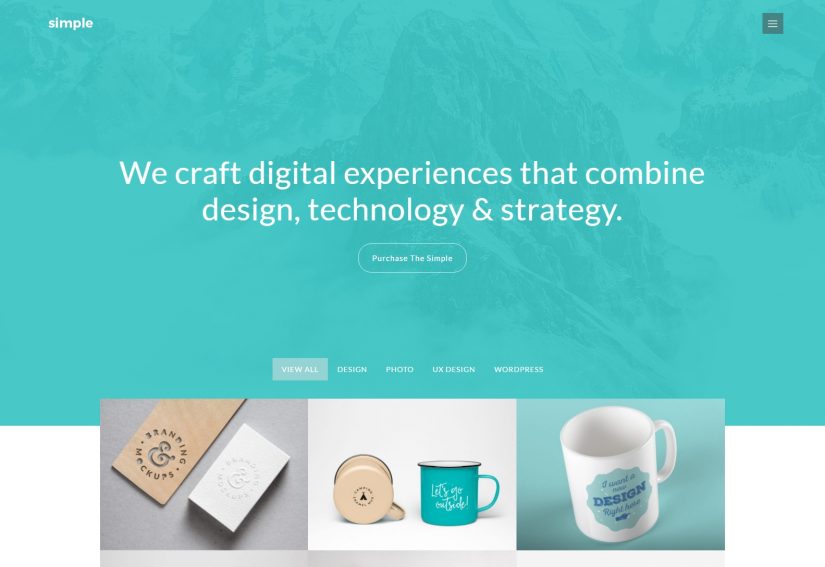 simple
We craft digital experiences that combine
design, technology & strategy.
Purchase The Simple
VIEW ALL DESIGN PHOTO UX DESIGN WORDPRESS
BRANDING
&
MOCKUPS
BRANDING
&
MOCKUPS
CAMPING
Let's go
outside!
I want a
new
DESIGN
Right here